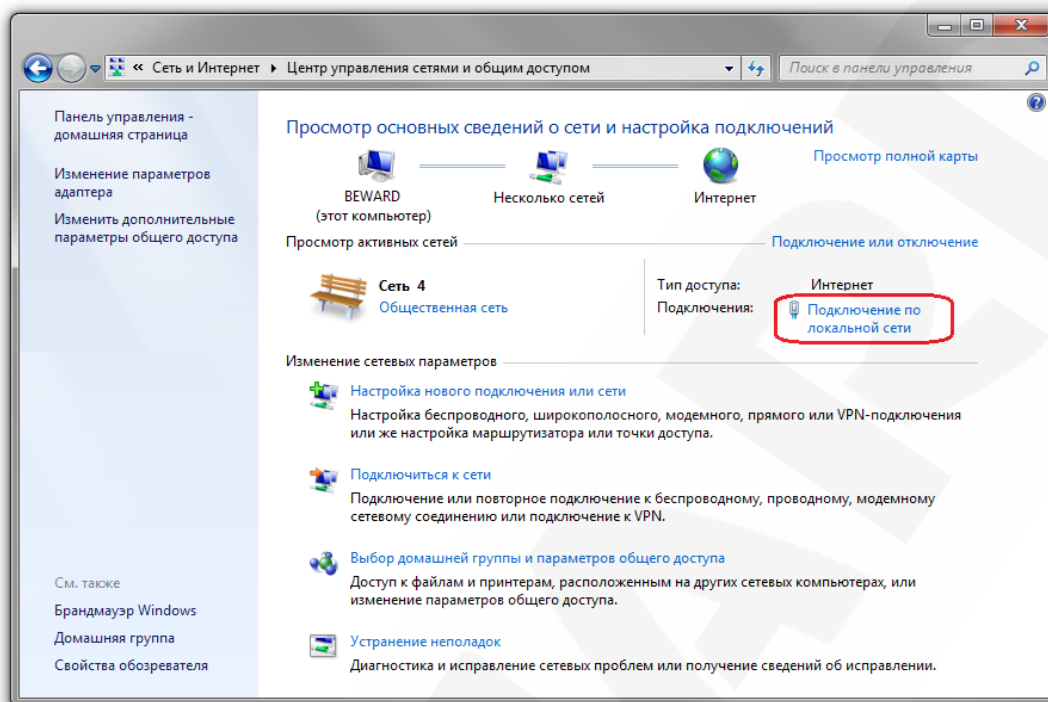 « Сеть и Интернет ▸ Центр управления сетями и общим доступом
Поиск в панели управления
Панель управления -
домашняя страница
Изменение параметров
адаптера
Изменить дополнительные
параметры общего доступа
Просмотр основных сведений о сети и настройка подключений
Просмотр полной карты
BEWARD
(этот компьютер)
Несколько сетей
Интернет
Просмотр активных сетей
Подключение или отключение
Сеть 4
Общественная сеть
Тип доступа: Интернет
Подключения: Подключение по
локальной сети
Изменение сетевых параметров
Настройка нового подключения или сети
Настройка беспроводного, широкополосного, модемного, прямого или VPN-подключения
или же настройка маршрутизатора или точки доступа.
Подключиться к сети
Подключение или повторное подключение к беспроводному, проводному, модемному
сетевому соединению или подключение к VPN.
Выбор домашней группы и параметров общего доступа
Доступ к файлам и принтерам, расположенным на других сетевых компьютерах, или
изменение параметров общего доступа.
Устранение неполадок
Диагностика и исправление сетевых проблем или получение сведений об исправлении.
См. также
Брандмауэр Windows
Домашняя группа
Свойства обозревателя